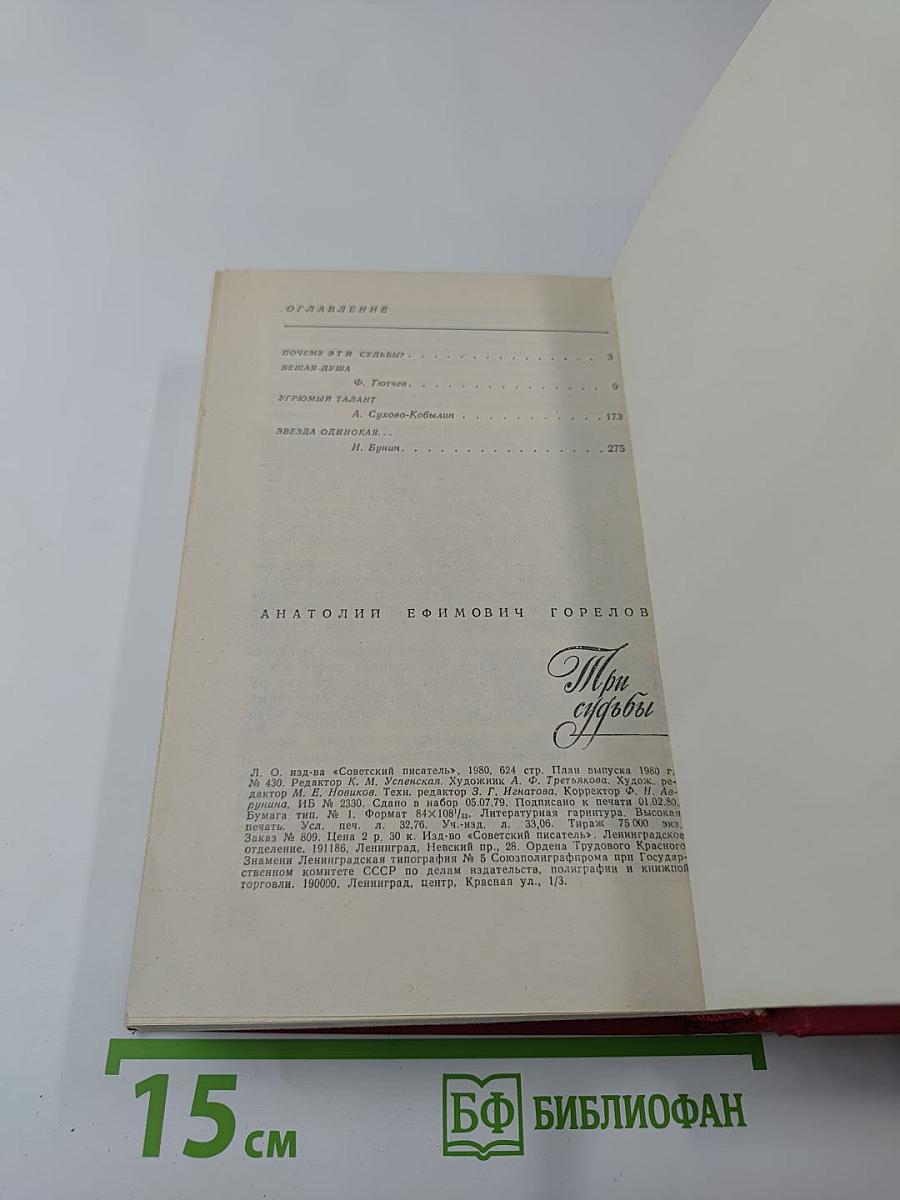 ОГЛАВЛЕНИЕ
ПОЧЕМУ ЭТИ СУДЬБЫ? . . . . . . . . . . . . . . . 3
ВЕЩАЯ ДУША
Ф. Тютчев. . . . . . . . . . . . . . . 9
УГРЮМЫЙ ТАЛАНТ
А. Сухово-Кобылин . . . . . . . . . . . 173
ЗВЕЗДА ОДИНОКАЯ...
И. Бунин. . . . . . . . . . . . . . . 275
АНАТОЛИЙ ЕФИМОВИЧ ГОРЕЛОВ
Три
судьбы
Л. О. изд-ва «Советский писатель», 1980, 624 стр. План выпуска 1980 г.
№ 430. Редактор К. М. Успенская. Художник А. Ф. Третьякова. Худож. ре-
дактор М. Е. Новиков. Техн. редактор З. Г. Игнатова. Корректор Ф. Н. Ав-
рунина. ИБ № 2330. Сдано в набор 05.07.79. Подписано к печати 01.02.80.
Бумага тип. № 1. Формат 84×108¹/₃₂. Литературная гарнитура. Высокая
печать. Усл. печ. л. 32,76. Уч.-изд. л. 33,06. Тираж 75 000 экз.
Заказ № 809. Цена 2 р. 30 к. Изд-во «Советский писатель». Ленинградское
отделение. 191186, Ленинград, Невский пр., 28. Ордена Трудового Красного
Знамени Ленинградская типография № 5 Союзполиграфпрома при Государ-
ственном комитете СССР по делам издательств, полиграфии и книжной
торговли. 190000, Ленинград, центр, Красная ул., 1/3.
15 см
БФ БИБЛИОФАН